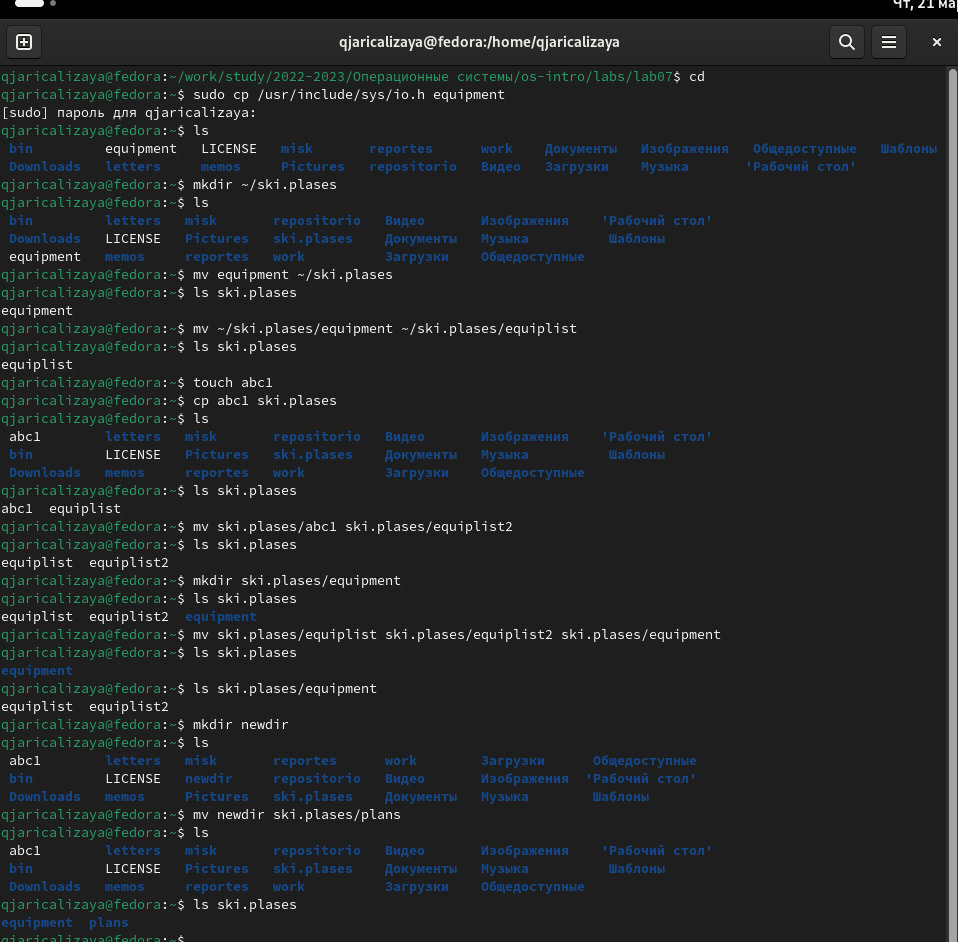 Чт, 21 ма
qjaricalizaya@fedora:/home/qjaricalizaya
qjaricalizaya@fedora:~/work/study/2022-2023/Операционные системы/os-intro/labs/lab07$ cd
qjaricalizaya@fedora:~$ sudo cp /usr/include/sys/io.h equipment
[sudo] пароль для qjaricalizaya:
qjaricalizaya@fedora:~$ ls
bin equipment LICENSE misk reportes work Документы Изображения Общедоступные Шаблоны
Downloads letters memos Pictures repositorio Видео Загрузки Музыка 'Рабочий стол'
qjaricalizaya@fedora:~$ mkdir ~/ski.plases
qjaricalizaya@fedora:~$ ls
bin letters misk repositorio Видео Изображения 'Рабочий стол'
Downloads LICENSE Pictures ski.plases Документы Музыка Шаблоны
equipment memos reportes work Загрузки Общедоступные
qjaricalizaya@fedora:~$ mv equipment ~/ski.plases
qjaricalizaya@fedora:~$ ls ski.plases
equipment
qjaricalizaya@fedora:~$ mv ~/ski.plases/equipment ~/ski.plases/equiplist
qjaricalizaya@fedora:~$ ls ski.plases
equiplist
qjaricalizaya@fedora:~$ touch abc1
qjaricalizaya@fedora:~$ cp abc1 ski.plases
qjaricalizaya@fedora:~$ ls
abc1 letters misk repositorio Видео Изображения 'Рабочий стол'
bin LICENSE Pictures ski.plases Документы Музыка Шаблоны
Downloads memos reportes work Загрузки Общедоступные
qjaricalizaya@fedora:~$ ls ski.plases
abc1 equiplist
qjaricalizaya@fedora:~$ mv ski.plases/abc1 ski.plases/equiplist2
qjaricalizaya@fedora:~$ ls ski.plases
equiplist equiplist2
qjaricalizaya@fedora:~$ mkdir ski.plases/equipment
qjaricalizaya@fedora:~$ ls ski.plases
equiplist equiplist2 equipment
qjaricalizaya@fedora:~$ mv ski.plases/equiplist ski.plases/equiplist2 ski.plases/equipment
qjaricalizaya@fedora:~$ ls ski.plases
equipment
qjaricalizaya@fedora:~$ ls ski.plases/equipment
equiplist equiplist2
qjaricalizaya@fedora:~$ mkdir newdir
qjaricalizaya@fedora:~$ ls
abc1 letters misk reportes work Загрузки Общедоступные
bin LICENSE newdir repositorio Видео Изображения 'Рабочий стол'
Downloads memos Pictures ski.plases Документы Музыка Шаблоны
qjaricalizaya@fedora:~$ mv newdir ski.plases/plans
qjaricalizaya@fedora:~$ ls
abc1 letters misk repositorio Видео Изображения 'Рабочий стол'
bin LICENSE Pictures ski.plases Документы Музыка Шаблоны
Downloads memos reportes work Загрузки Общедоступные
qjaricalizaya@fedora:~$ ls ski.plases
equipment plans
qjaricalizaya@fedora:~$